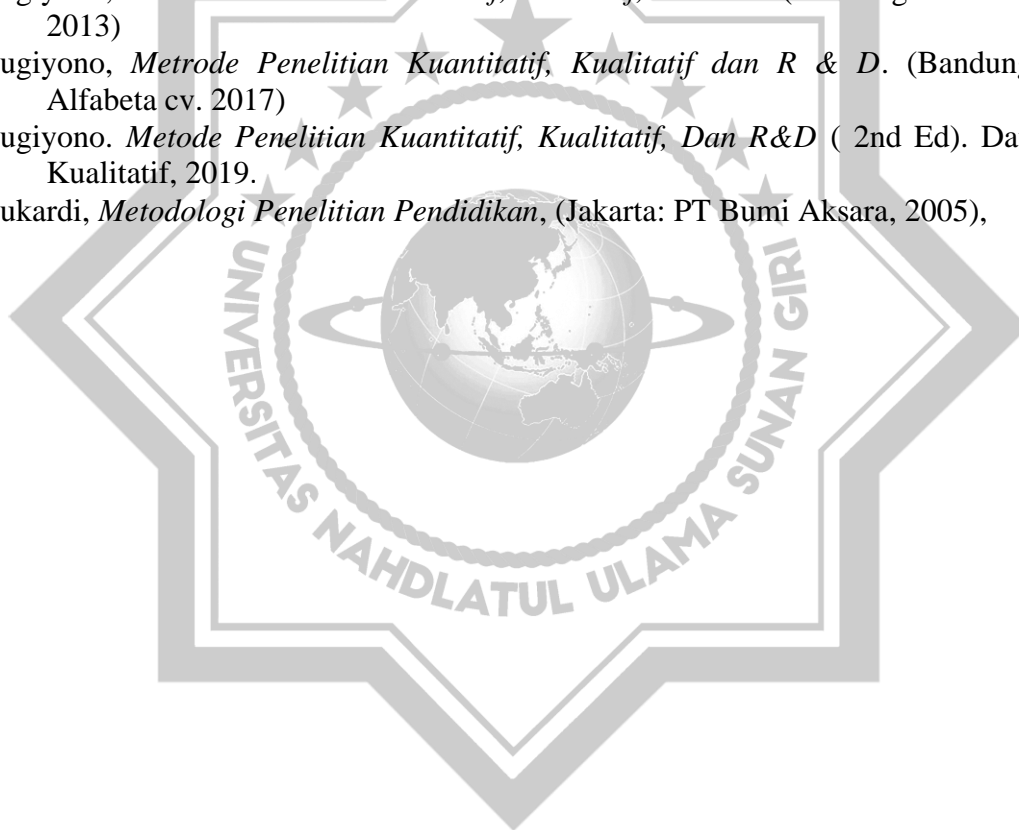 2013)
ugiyono, Metrode Penelitian Kuantitatif, Kualitatif dan R & D. (Bandung
Alfabeta cv. 2017)
ugiyono. Metode Penelitian Kuantitatif, Kualitatif, Dan R&D ( 2nd Ed). Da
Kualitatif, 2019.
ukardi, Metodologi Penelitian Pendidikan, (Jakarta: PT Bumi Aksara, 2005),
UNIVERSITAS NAHDLATUL ULAMA SUNAN GIRI